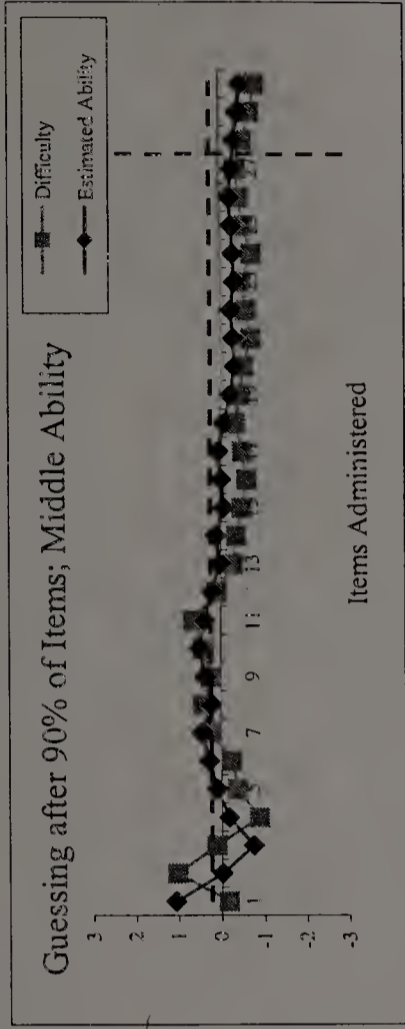 Guessing after 90% of Items; Middle Ability
Difficulty
Estimated Ability
3
2
1
0
-1
-2
-3
1 7 9 11 13
Items Administered